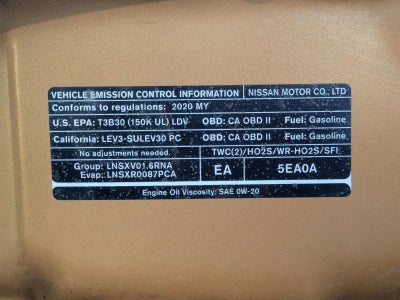 VEHICLE EMISSION CONTROL INFORMATION NISSAN MOTOR CO., LTD
Conforms to regulations: 2020 MY
U.S. EPA: T3B30 (150K UL) LDV OBD: CA OBD II Fuel: Gasoline
California: LEV3-SULEV30 PC OBD: CA OBD II Fuel: Gasoline
No adjustments needed. TWC(2)/HO2S/WR-HO2S/SFI
Group: LNSXV01.6RNA
Evap: LNSXR0087PCA
EA 5EA0A
Engine Oil Viscosity: SAE 0W-20